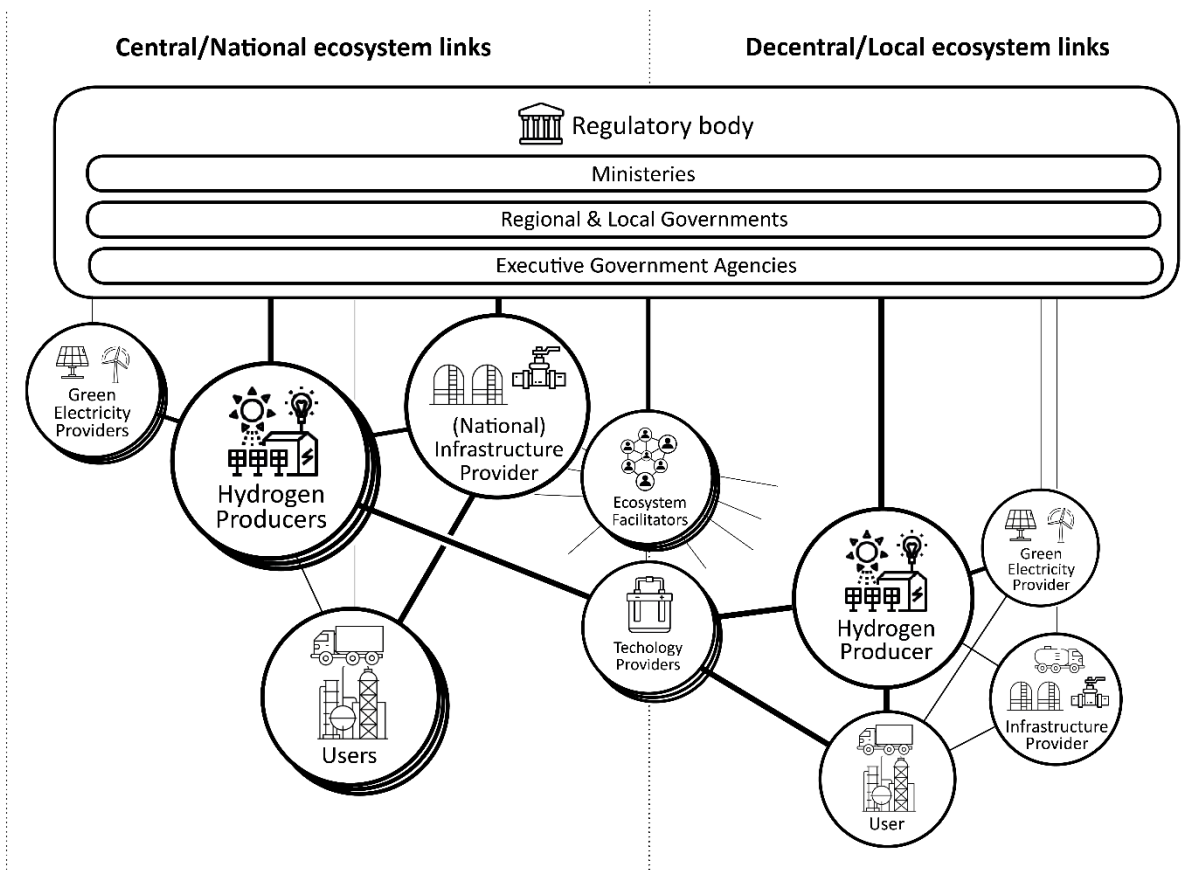 Central/National ecosystem links
Decentral/Local ecosystem links
Regulatory body
Ministeries
Regional & Local Governments
Executive Government Agencies
Green
Electricity
Providers
Hydrogen
Producers
(National)
Infrastructure
Provider
Ecosystem
Facilitators
Users
Techology
Providers
Hydrogen
Producer
Green
Electricity
Provider
Infrastructure
Provider
User